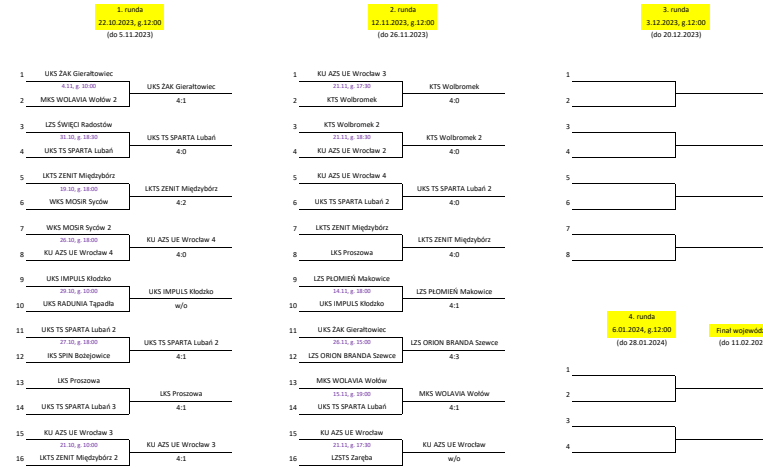 1. runda
22.10.2023, g.12:00
(do 5.11.2023)
1 UKS ŻAK Gierałtowiec
4.11, g. 10:00
UKS ŻAK Gierałtowiec
2 MKS WOLAVIA Wołów 2
4:1
3 LZS ŚWIĘCI Radostów
31.10, g. 18:30
UKS TS SPARTA Lubań
4 UKS TS SPARTA Lubań
4:0
5 LKTS ZENIT Międzybórz
19.10, g. 18:00
LKTS ZENIT Międzybórz
6 WKS MOSiR Syców
4:2
7 WKS MOSiR Syców 2
26.10, g. 18:00
KU AZS UE Wrocław 4
8 KU AZS UE Wrocław 4
4:0
9 UKS IMPULS Kłodzko
29.10, g. 10:00
UKS IMPULS Kłodzko
10 UKS RADUNIA Tąpadła
w/o
11 UKS TS SPARTA Lubań 2
27.10, g. 18:00
UKS TS SPARTA Lubań 2
12 IKS SPIN Bożejowice
4:1
13 LKS Proszowa
LKS Proszowa
14 UKS TS SPARTA Lubań 3
4:1
15 KU AZS UE Wrocław 3
21.10, g. 10:00
KU AZS UE Wrocław 3
16 LKTS ZENIT Międzybórz 2
4:1
2. runda
12.11.2023, g.12:00
(do 26.11.2023)
1 KU AZS UE Wrocław 3
21.11, g. 17:30
KTS Wolbromek
2 KTS Wolbromek
4:0
3 KTS Wolbromek 2
21.11, g. 18:30
KTS Wolbromek 2
4 KU AZS UE Wrocław 2
4:0
5 KU AZS UE Wrocław 4
UKS TS SPARTA Lubań 2
6 UKS TS SPARTA Lubań 2
4:0
7 LKTS ZENIT Międzybórz
LKTS ZENIT Międzybórz
8 LKS Proszowa
4:0
9 LZS PŁOMIEŃ Makowice
14.11, g. 18:00
LZS PŁOMIEŃ Makowice
10 UKS IMPULS Kłodzko
4:1
11 UKS ŻAK Gierałtowiec
26.11, g. 15:00
LZS ORION BRANDA Szewce
12 LZS ORION BRANDA Szewce
4:3
13 MKS WOLAVIA Wołów
15.11, g. 19:00
MKS WOLAVIA Wołów
14 UKS TS SPARTA Lubań
4:1
15 KU AZS UE Wrocław
21.11, g. 17:30
KU AZS UE Wrocław
16 LZSTS Zaręba
w/o
3. runda
3.12.2023, g.12:00
(do 20.12.2023)
1
2
3
4
5
6
7
8
4. runda
6.01.2024, g.12:00
(do 28.01.2024)
Finał wojewód
(do 11.02.202
1
2
3
4